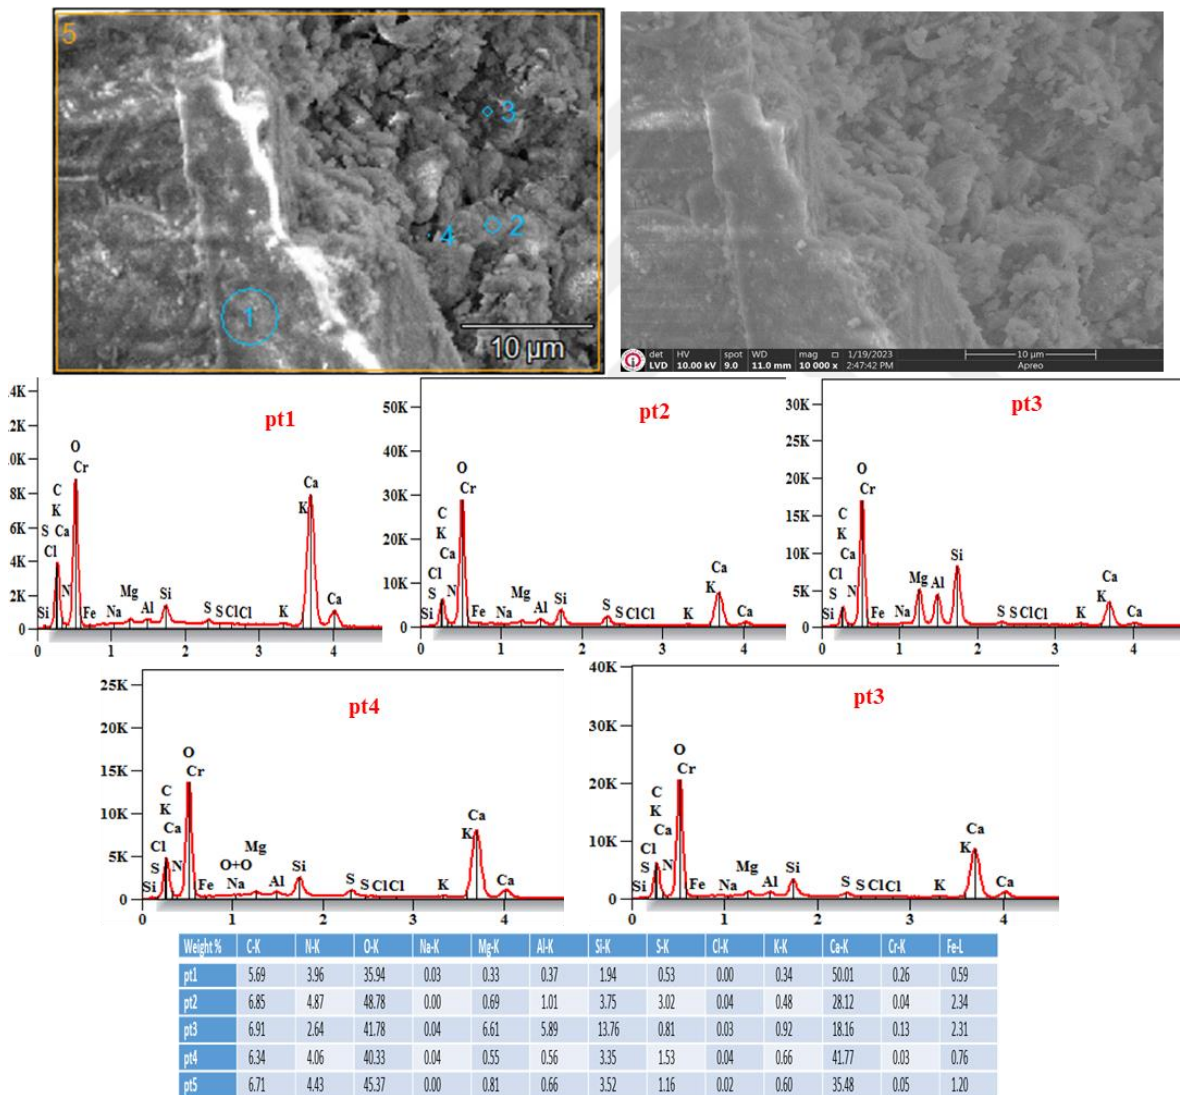 5
3
2
4
1
10 µm
det HV spot WD mag □ 1/19/2023 10 µm
LVD 10.00 kV 9.0 11.0 mm 10 000 x 2:47:42 PM Apreo
pt1
.4K
.2K
.0K
8K
6K
4K
2K
0K
S C O Ca
Cl K Cr K
Si Ca N Fe Na Mg Al Si S S Cl Cl K Ca
0 1 2 3 4
pt2
50K
40K
30K
20K
10K
0K
C O Ca
K Cr K
Cl Ca
S N
Si Fe Na Mg Al Si S S Cl Cl K Ca
0 1 2 3 4
pt3
30K
25K
20K
15K
10K
5K
0K
C O Ca
K Cr K
S Ca
Cl N
Si Fe Na Mg Al Si S S Cl Cl K Ca
0 1 2 3 4
pt4
25K
20K
15K
10K
5K
0K
C O Ca
K Cr K
Cl Ca
S N O+O
Si Fe Na Mg Al Si S S Cl Cl K Ca
0 1 2 3 4
pt3
40K
30K
20K
10K
0K
C O Ca
K Cr K
Cl Ca
S N
Si Fe Na Mg Al Si S S Cl Cl K Ca
0 1 2 3 4
Weight % C-K N-K O-K Na-K Mg-K Al-K Si-K S-K Cl-K K-K Ca-K Cr-K Fe-L
pt1 5.69 3.96 35.94 0.03 0.33 0.37 1.94 0.53 0.00 0.34 50.01 0.26 0.59
pt2 6.85 4.87 48.78 0.00 0.69 1.01 3.75 3.02 0.04 0.48 28.12 0.04 2.34
pt3 6.91 2.64 41.78 0.04 6.61 5.89 13.76 0.81 0.03 0.92 18.16 0.13 2.31
pt4 6.34 4.06 40.33 0.04 0.55 0.56 3.35 1.53 0.04 0.66 41.77 0.03 0.76
pt5 6.71 4.43 45.37 0.00 0.81 0.66 3.52 1.16 0.02 0.60 35.48 0.05 1.20